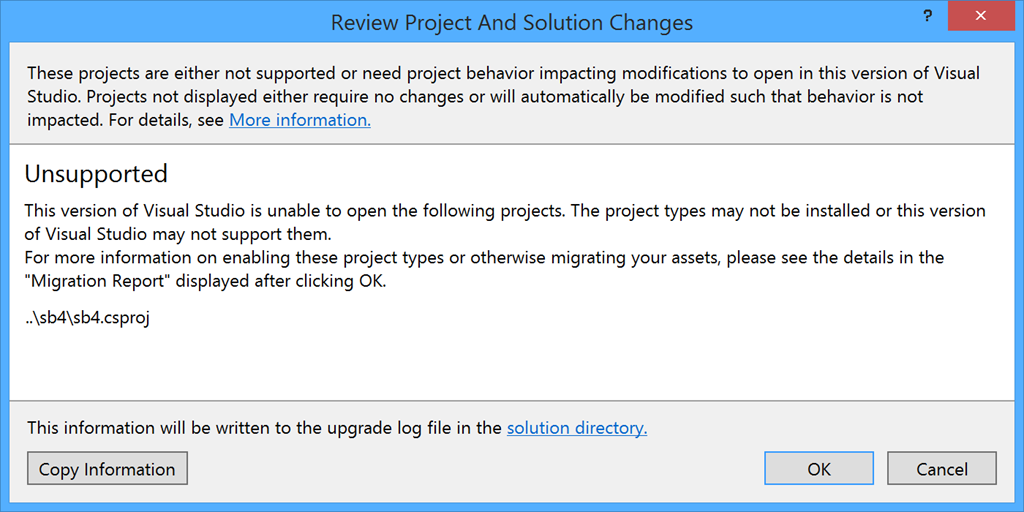 Review Project And Solution Changes
?
These projects are either not supported or need project behavior impacting modifications to open in this version of Visual
Studio. Projects not displayed either require no changes or will automatically be modified such that behavior is not
impacted. For details, see More information.
Unsupported
This version of Visual Studio is unable to open the following projects. The project types may not be installed or this version
of Visual Studio may not support them.
For more information on enabling these project types or otherwise migrating your assets, please see the details in the
"Migration Report" displayed after clicking OK.
..\sb4\sb4.csproj
This information will be written to the upgrade log file in the solution directory.
Copy Information
OK
Cancel